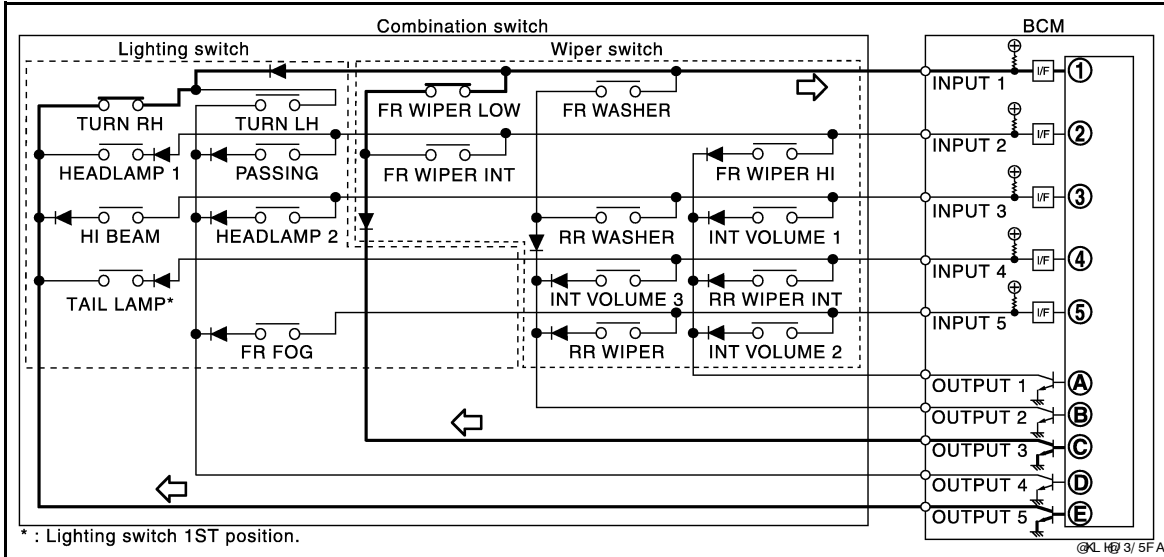 Combination switch
BCM
Lighting switch
Wiper switch
INPUT 1
I/F
1
TURN RH
TURN LH
FR WIPER LOW
FR WASHER
INPUT 2
I/F
2
HEADLAMP 1
PASSING
FR WIPER INT
FR WIPER HI
INPUT 3
I/F
3
HI BEAM
HEADLAMP 2
RR WASHER
INT VOLUME 1
INPUT 4
I/F
4
TAIL LAMP*
INT VOLUME 3
RR WIPER INT
INPUT 5
I/F
5
FR FOG
RR WIPER
INT VOLUME 2
OUTPUT 1
A
OUTPUT 2
B
OUTPUT 3
C
OUTPUT 4
D
OUTPUT 5
E
* : Lighting switch 1ST position.